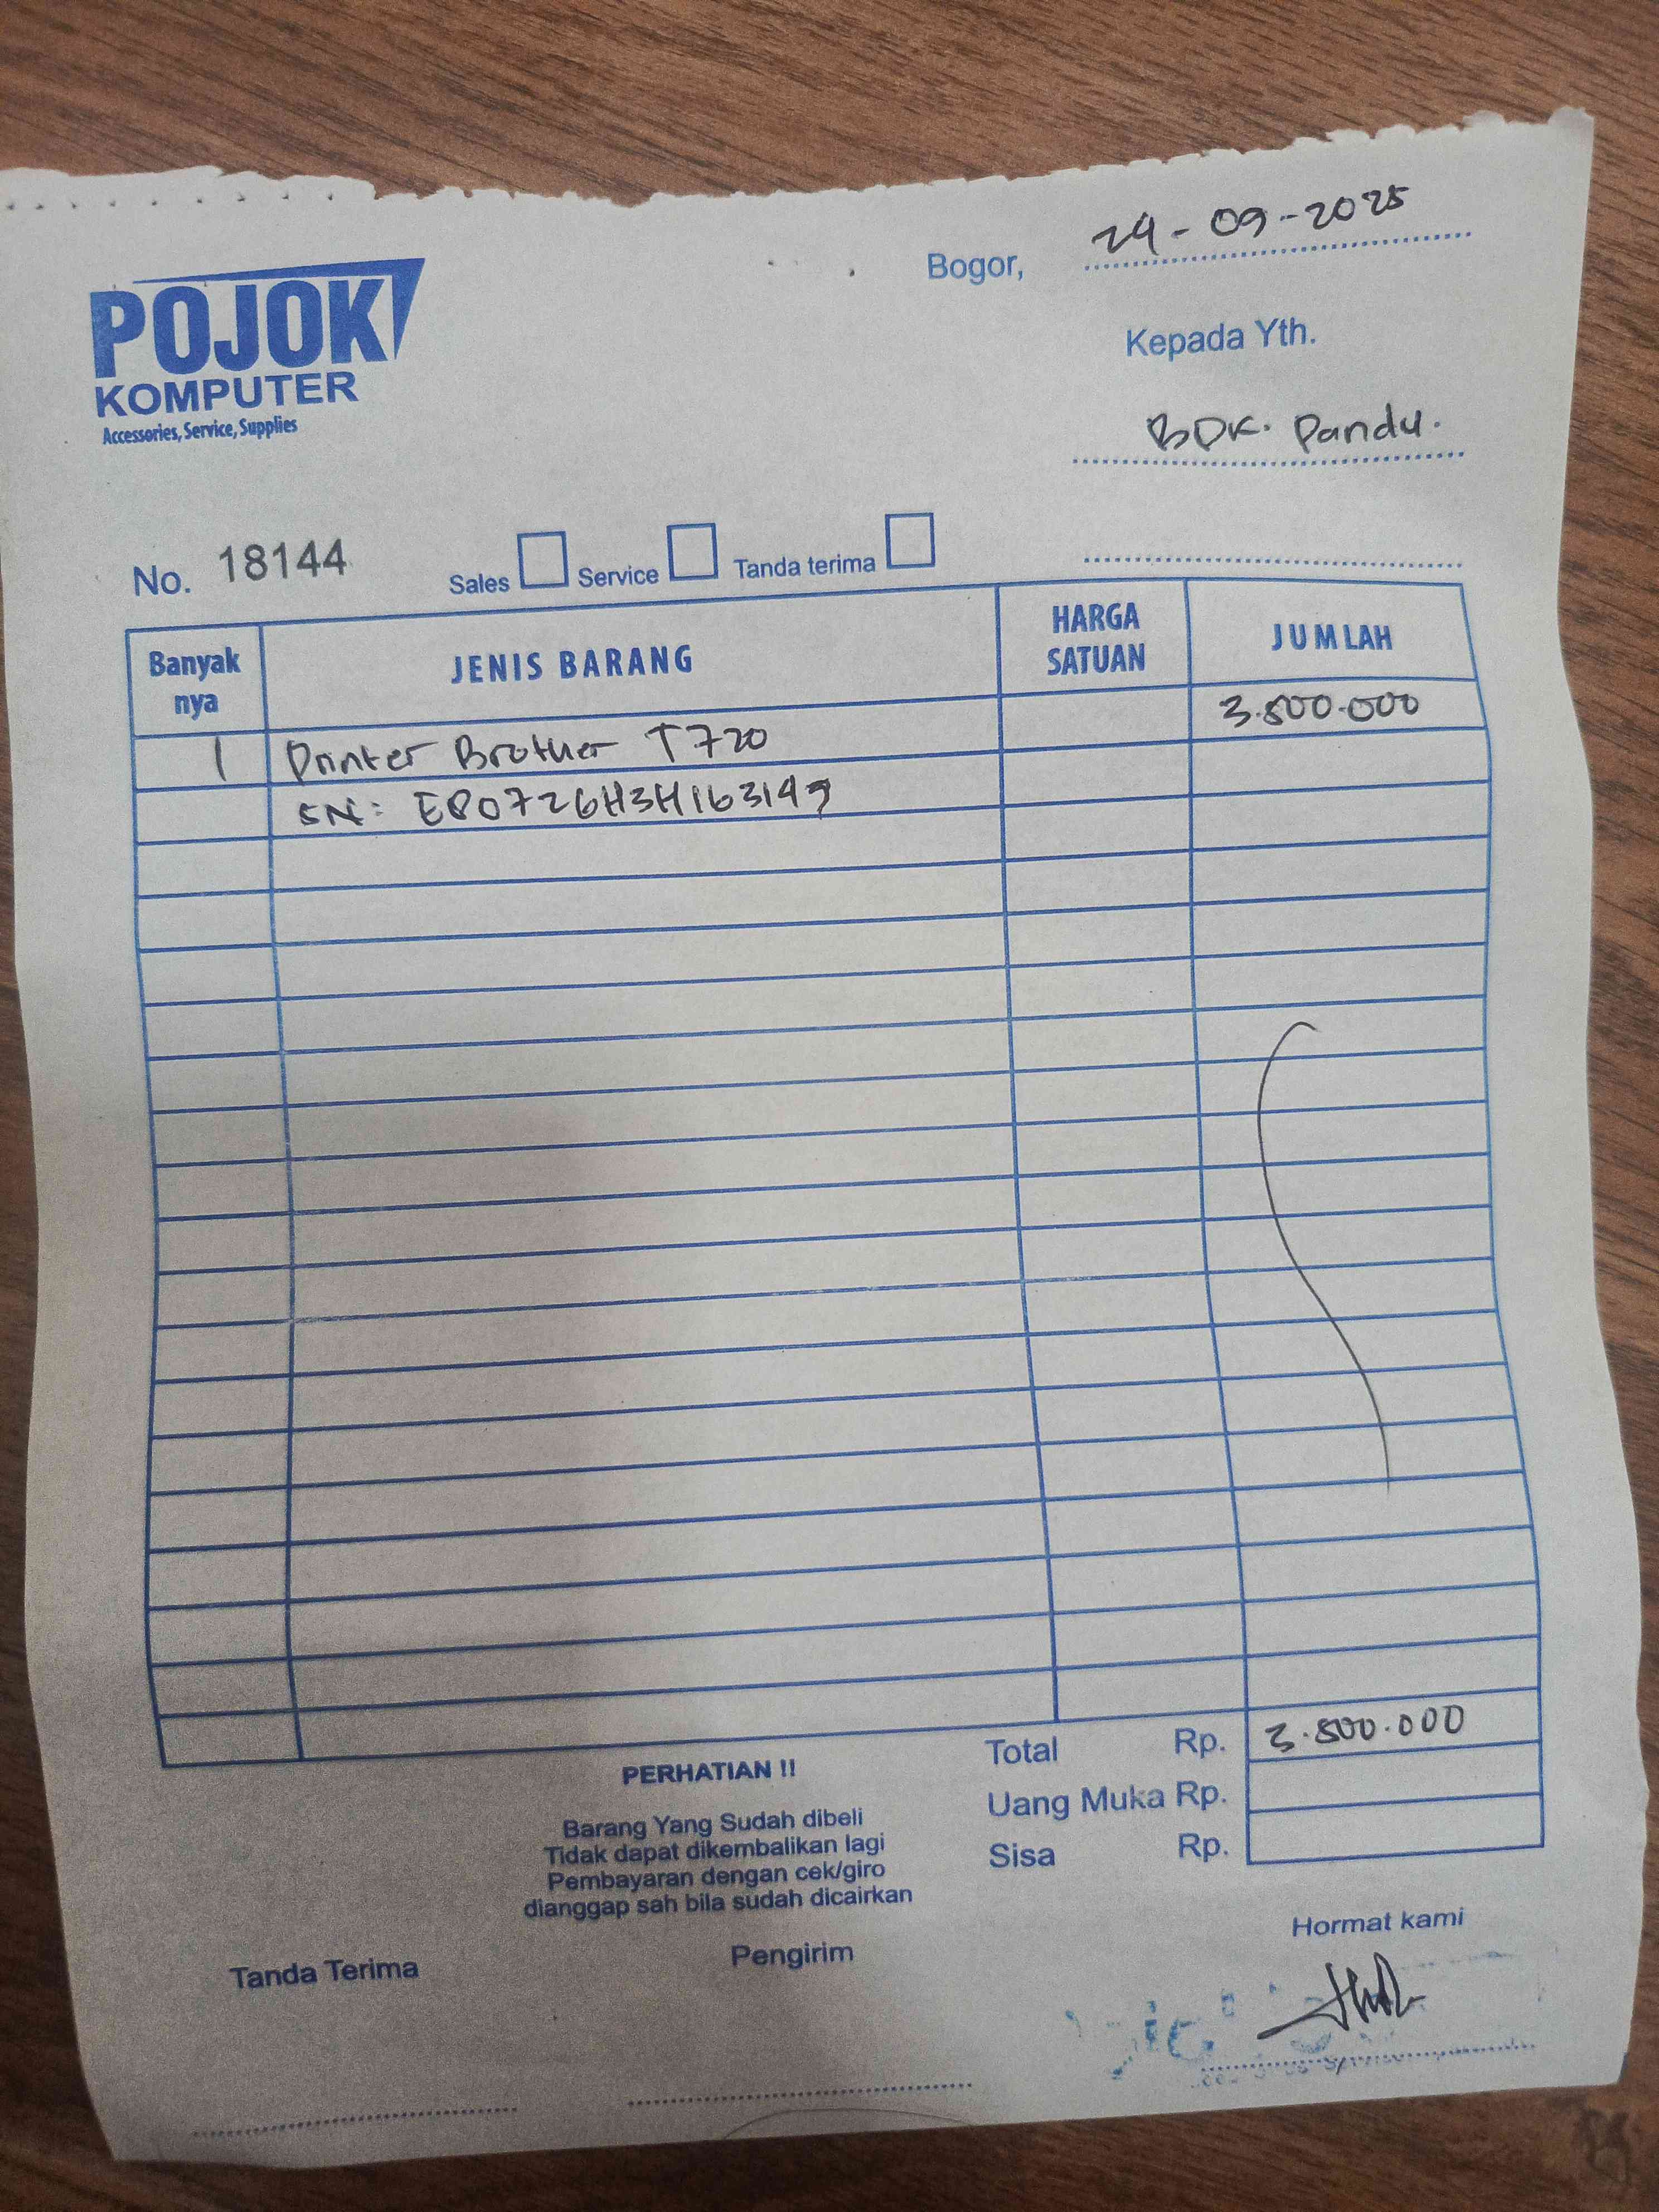 Bogor, 24-09-2025
POJOK
KOMPUTER
Accessories, Service, Supplies
Kepada Yth.
BDK. Pandu.
No. 18144
Sales Service Tanda terima
Banyak nya JENIS BARANG HARGA SATUAN JUMLAH
1 Printer Brother T720 3.800.000
SN: E80726H3H163149
Total Rp. 3.800.000
Uang Muka Rp.
Sisa Rp.
PERHATIAN !!
Barang Yang Sudah dibeli
Tidak dapat dikembalikan lagi
Pembayaran dengan cek/giro
dianggap sah bila sudah dicairkan
Tanda Terima Pengirim Hormat kami